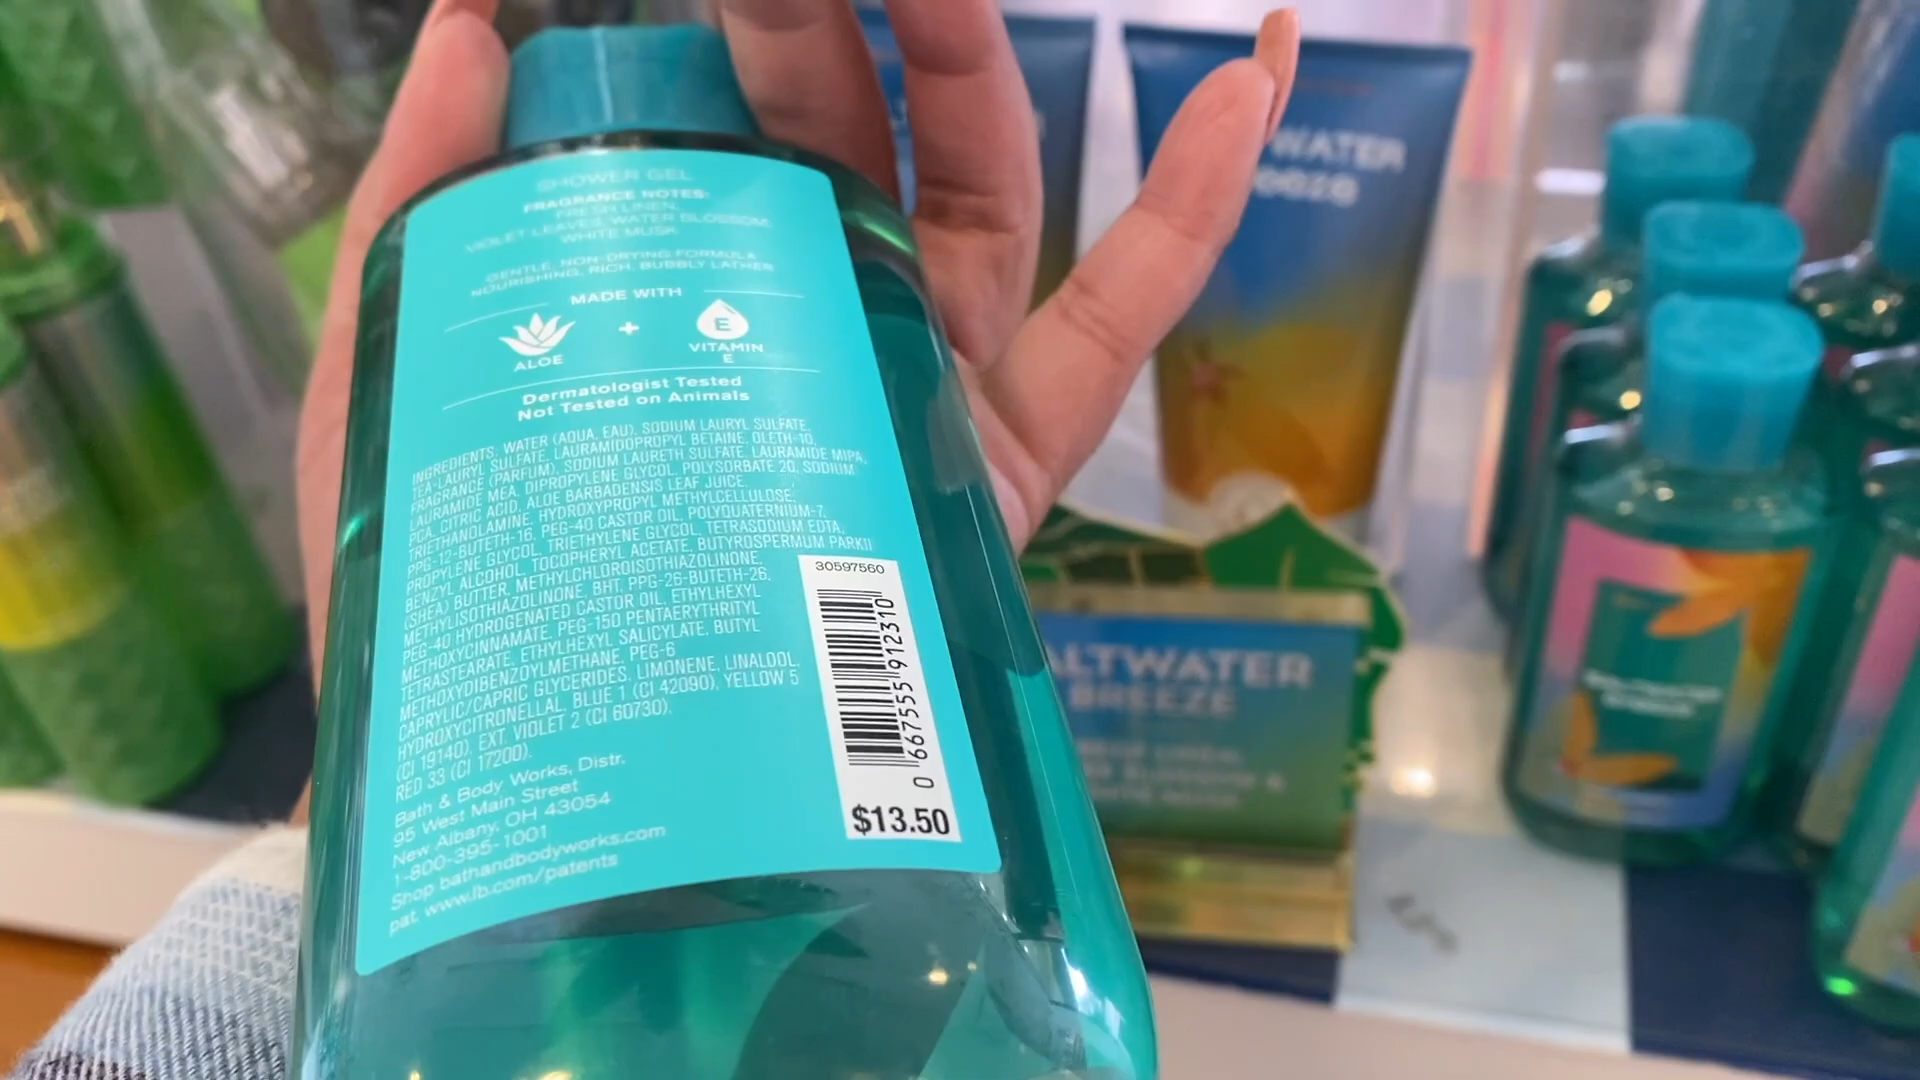 SHOWER GEL
FRAGRANCE NOTES:
FRESH LINEN,
VIOLET LEAVES, WATER BLOSSOM,
WHITE MUSK
GENTLE, NON-DRYING FORMULA
NOURISHING, RICH, BUBBLY LATHER
MADE WITH
ALOE
+
E
VITAMIN
E
Dermatologist Tested
Not Tested on Animals
INGREDIENTS: WATER (AQUA, EAU), SODIUM LAURYL SULFATE,
TEA-LAURYL SULFATE, LAURAMIDOPROPYL BETAINE, OLETH-10,
FRAGRANCE (PARFUM), SODIUM LAURETH SULFATE, LAURAMIDE MIPA,
LAURAMIDE MEA, DIPROPYLENE GLYCOL, POLYSORBATE 20, SODIUM
PCA, CITRIC ACID, ALOE BARBADENSIS LEAF JUICE,
TRIETHANOLAMINE, HYDROXYPROPYL METHYLCELLULOSE,
PPG-12-BUTETH-16, PEG-40 CASTOR OIL, POLYQUATERNIUM-7,
PROPYLENE GLYCOL, TRIETHYLENE GLYCOL, TETRASODIUM EDTA,
BENZYL ALCOHOL, TOCOPHERYL ACETATE, BUTYROSPERMUM PARKII
(SHEA) BUTTER, METHYLCHLOROISOTHIAZOLINONE,
METHYLISOTHIAZOLINONE, BHT, PPG-26-BUTETH-26,
PEG-40 HYDROGENATED CASTOR OIL, ETHYLHEXYL
METHOXYCINNAMATE, PEG-150 PENTAERYTHRITYL
TETRASTEARATE, ETHYLHEXYL SALICYLATE, BUTYL
METHOXYDIBENZOYLMETHANE, PEG-6
CAPRYLIC/CAPRIC GLYCERIDES, LIMONENE, LINALOOL,
HYDROXYCITRONELLAL, BLUE 1 (CI 42090), YELLOW 5
(CI 19140), EXT. VIOLET 2 (CI 60730),
RED 33 (CI 17200).
Bath & Body Works, Distr.
95 West Main Street
New Albany, OH 43054
1-800-395-1001
Shop bathandbodyworks.com
pat. www.lb.com/patents
30597560
0 667555 912310
$13.50
WATER
ALTWATER
BREEZE